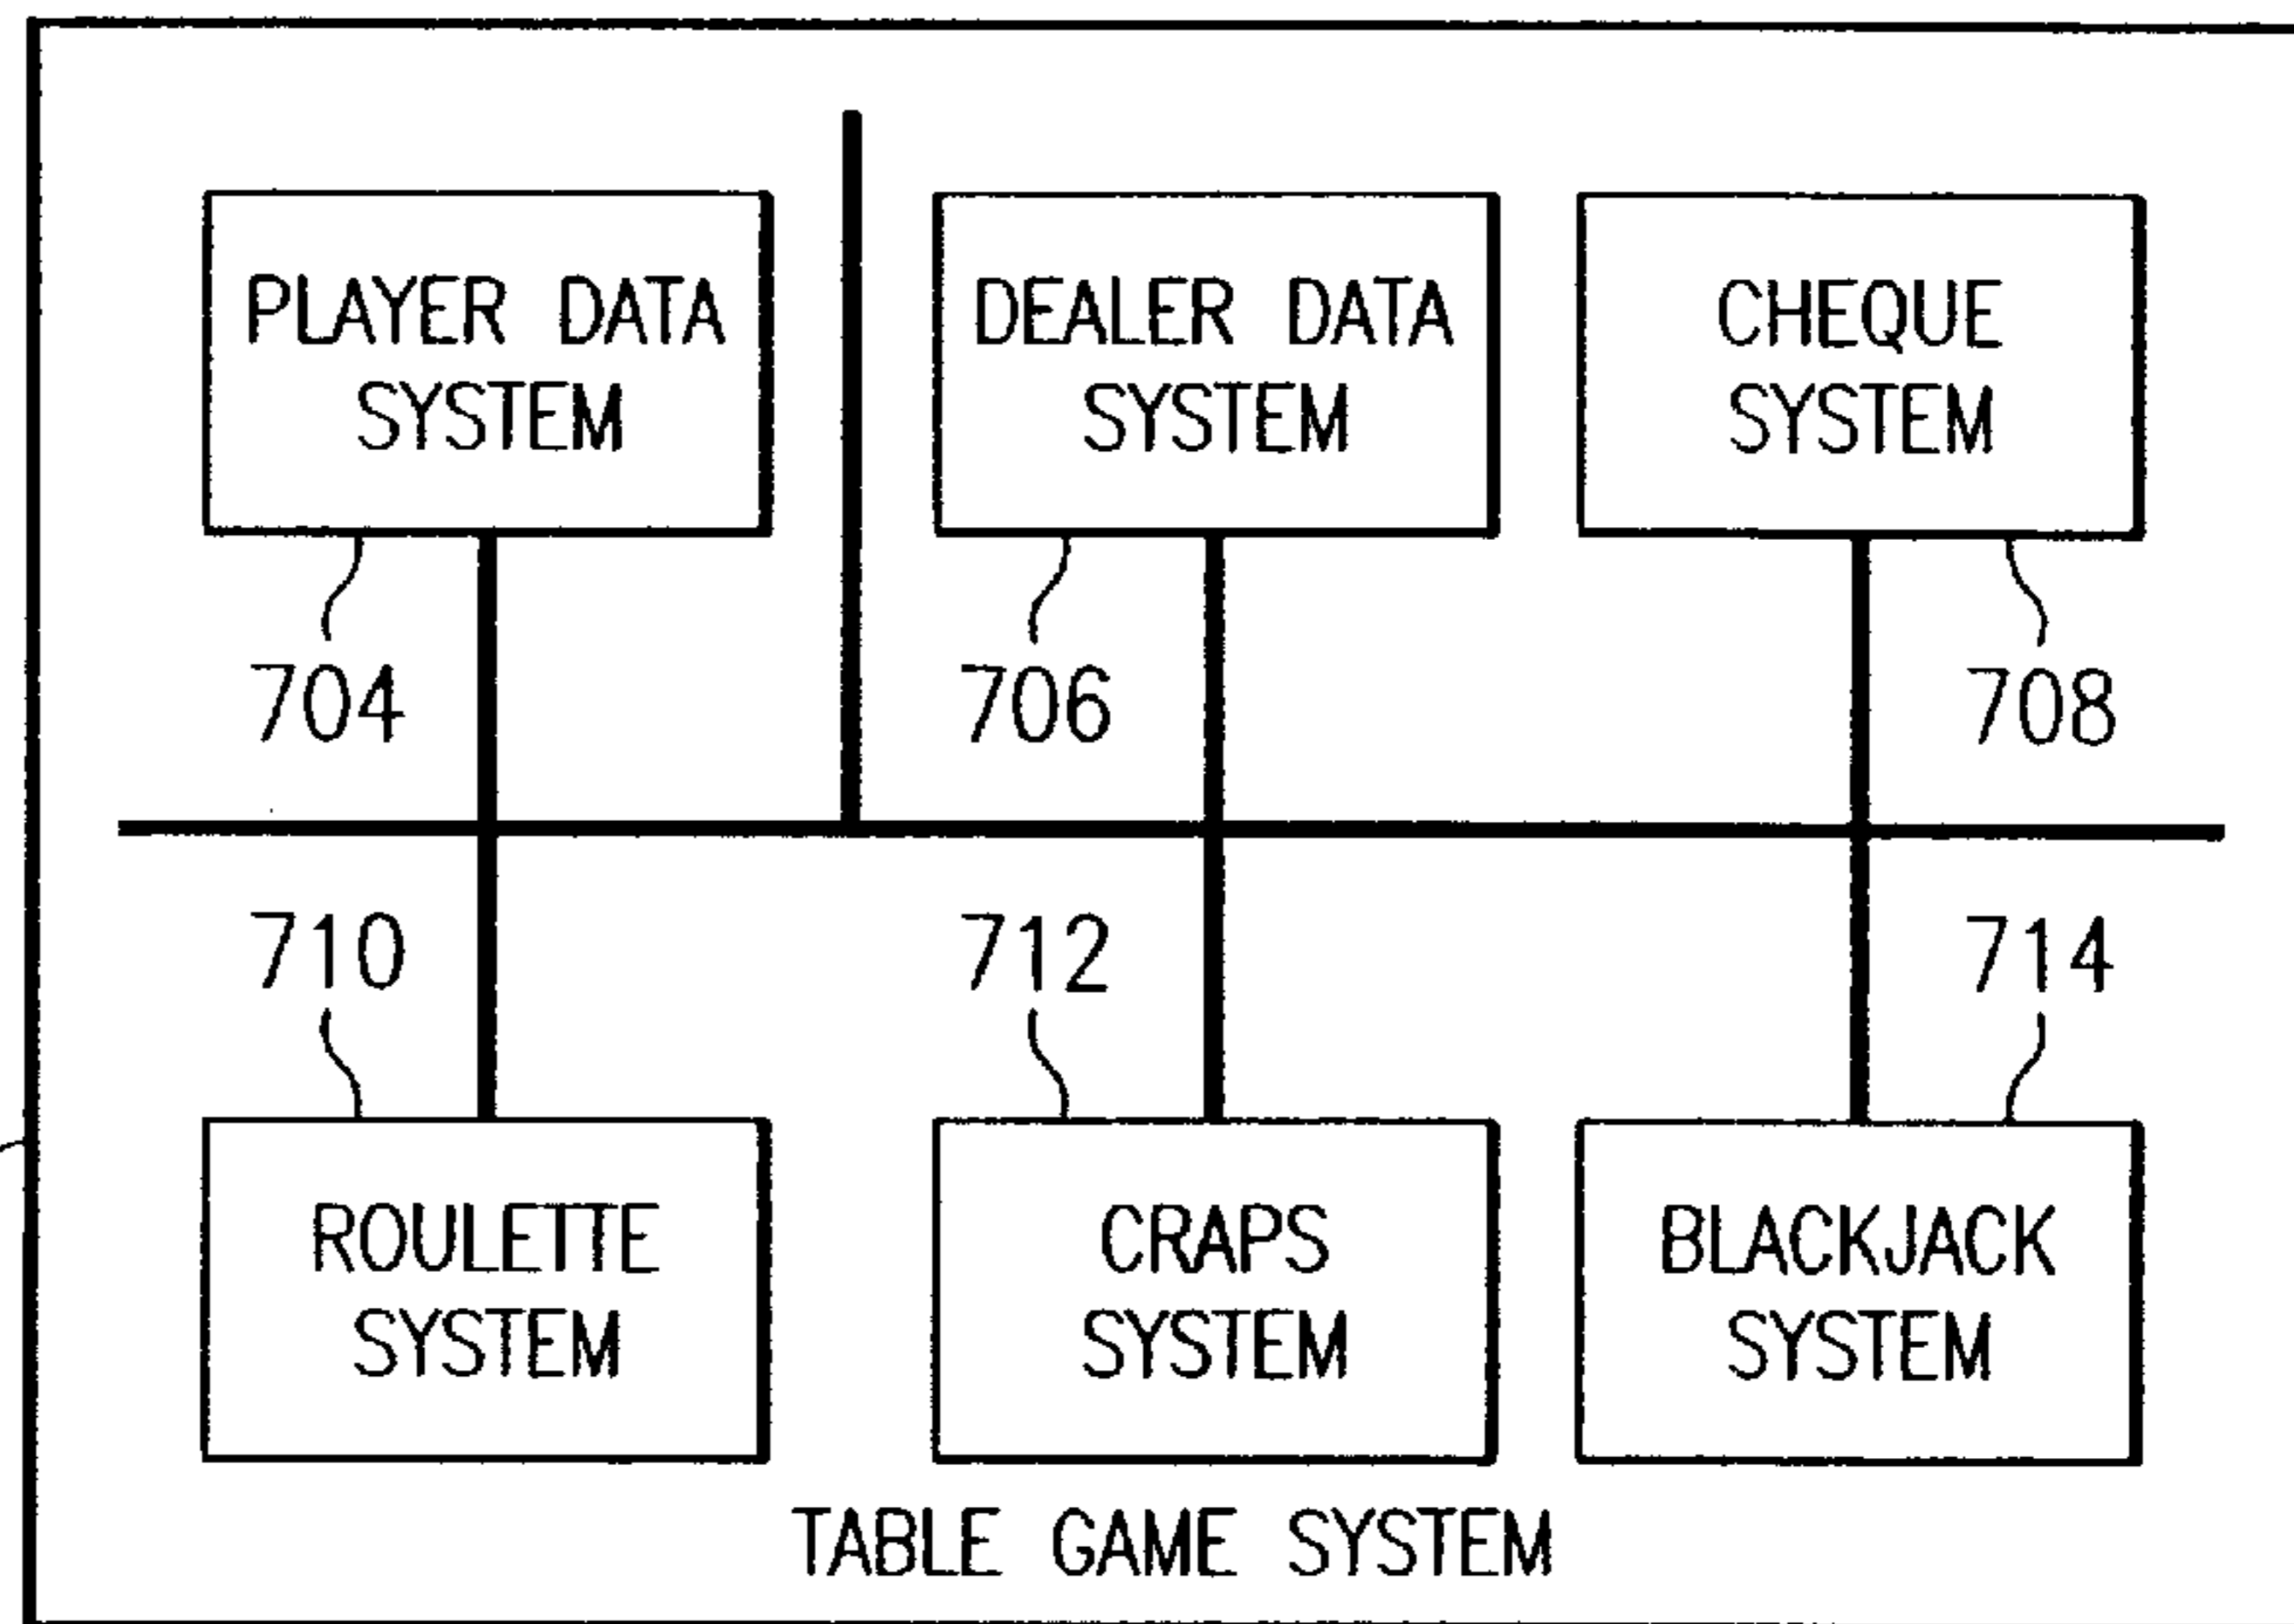 PLAYER DATA
SYSTEM
DEALER DATA
SYSTEM
CHEQUE
SYSTEM
704
706
708
710
712
714
ROULETTE
SYSTEM
CRAPS
SYSTEM
BLACKJACK
SYSTEM
TABLE GAME SYSTEM